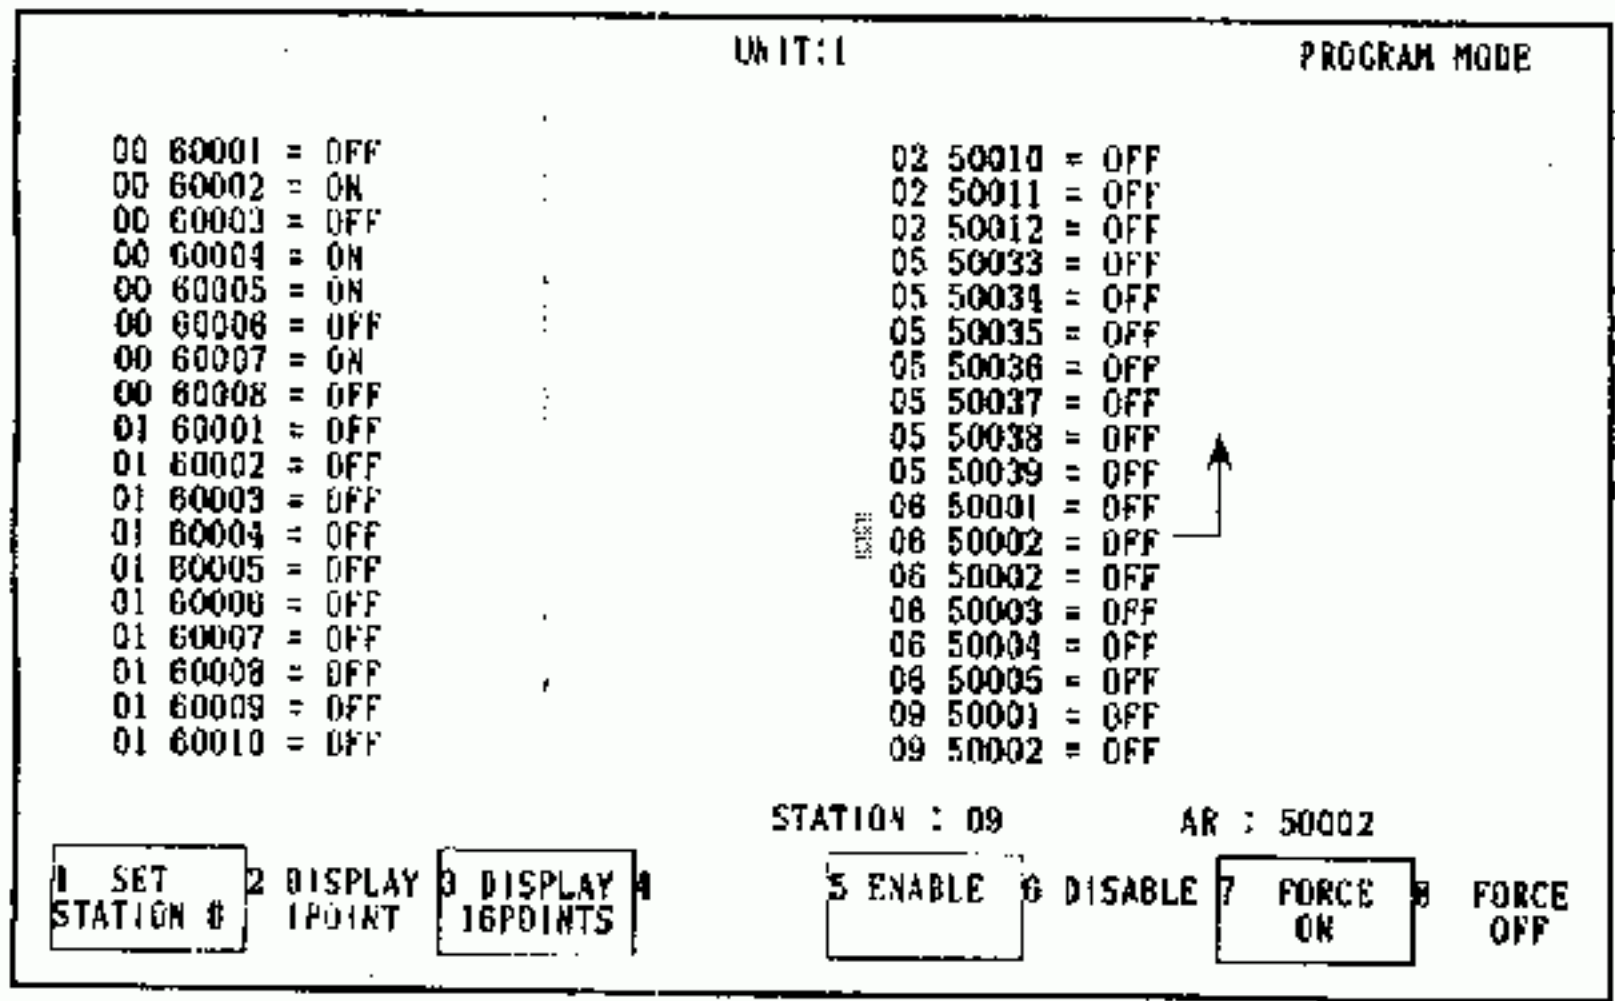 UNIT:1
PROGRAM MODE
00 60001 = OFF
00 60002 = ON
00 60003 = OFF
00 60004 = ON
00 60005 = ON
00 60006 = OFF
00 60007 = ON
00 60008 = OFF
01 60001 = OFF
01 60002 = OFF
01 60003 = OFF
01 60004 = OFF
01 60005 = OFF
01 60006 = OFF
01 60007 = OFF
01 60008 = OFF
01 60009 = OFF
01 60010 = OFF
02 50010 = OFF
02 50011 = OFF
02 50012 = OFF
05 50033 = OFF
05 50034 = OFF
05 50035 = OFF
05 50036 = OFF
05 50037 = OFF
05 50038 = OFF
05 50039 = OFF
06 50001 = OFF
06 50002 = OFF
06 50002 = OFF
06 50003 = OFF
06 50004 = OFF
06 50005 = OFF
09 50001 = OFF
09 50002 = OFF
STATION : 09
AR : 50002
1 SET
STATION #
2 DISPLAY
1POINT
3 DISPLAY
16POINTS
4
5 ENABLE
6 DISABLE
7 FORCE
ON
8 FORCE
OFF